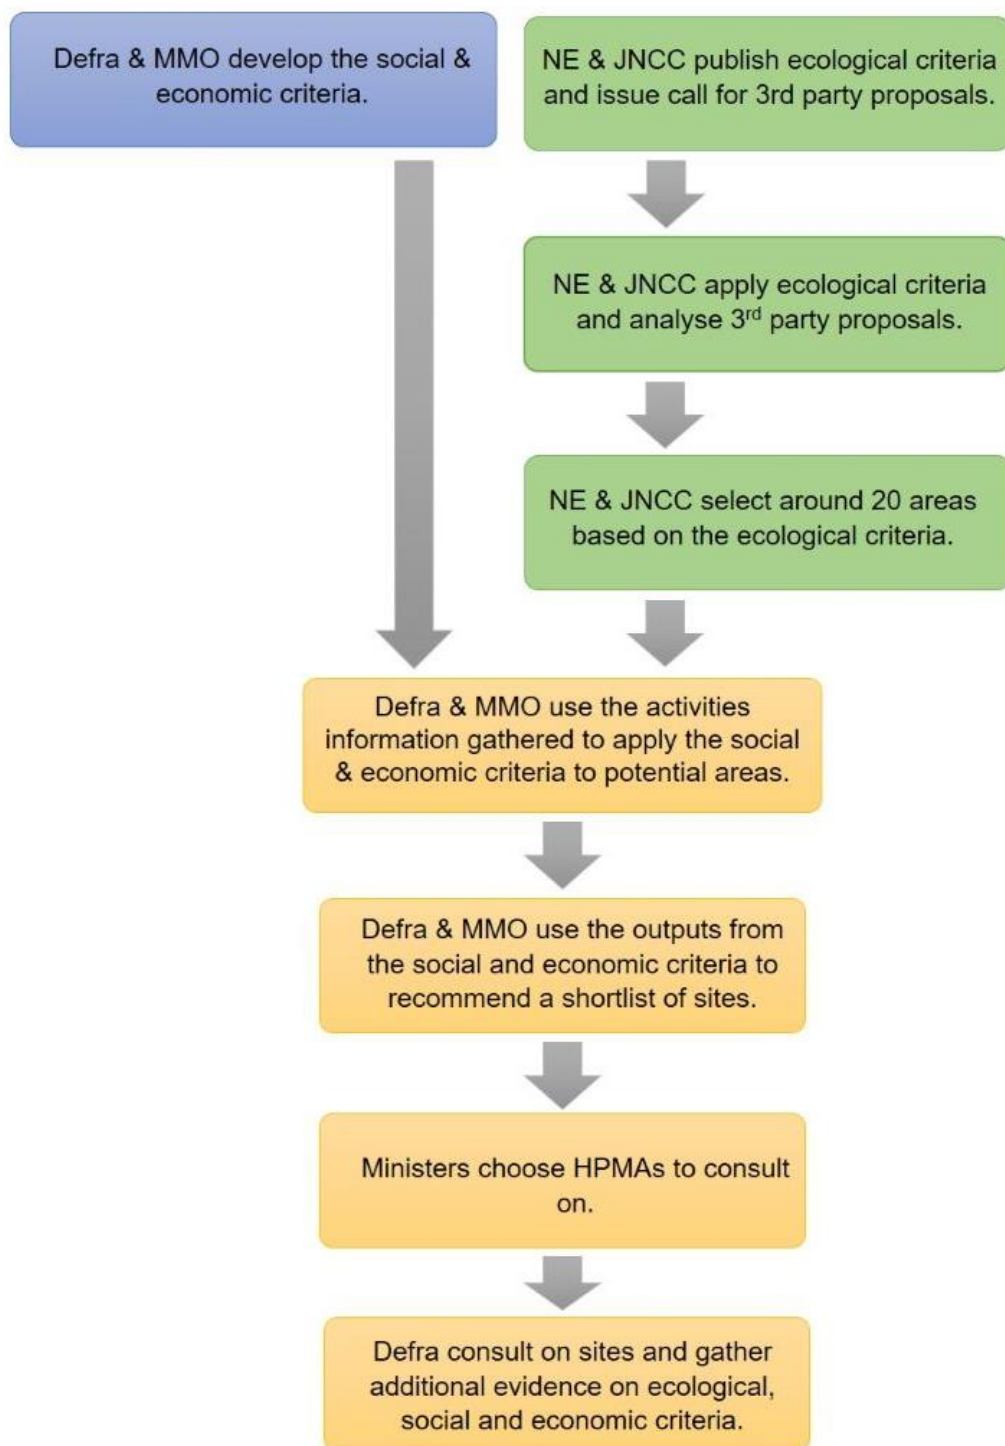 Defra & MMO develop the social &
economic criteria.
NE & JNCC publish ecological criteria
and issue call for 3rd party proposals.
NE & JNCC apply ecological criteria
and analyse 3rd party proposals.
NE & JNCC select around 20 areas
based on the ecological criteria.
Defra & MMO use the activities
information gathered to apply the social
& economic criteria to potential areas.
Defra & MMO use the outputs from
the social and economic criteria to
recommend a shortlist of sites.
Ministers choose HPMAs to consult
on.
Defra consult on sites and gather
additional evidence on ecological,
social and economic criteria.